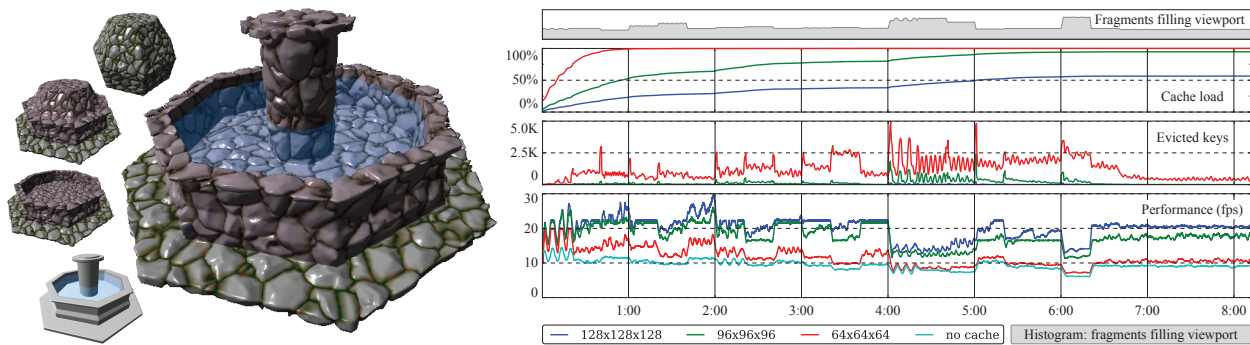 Fragments filling viewport
100%
50%
0%
Cache load
5.0K
2.5K
0
Evicted keys
30
20
10
0
Performance (fps)
1:00 2:00 3:00 4:00 5:00 6:00 7:00 8:00
128x128x128 96x96x96 64x64x64 no cache
Histogram: fragments filling viewport